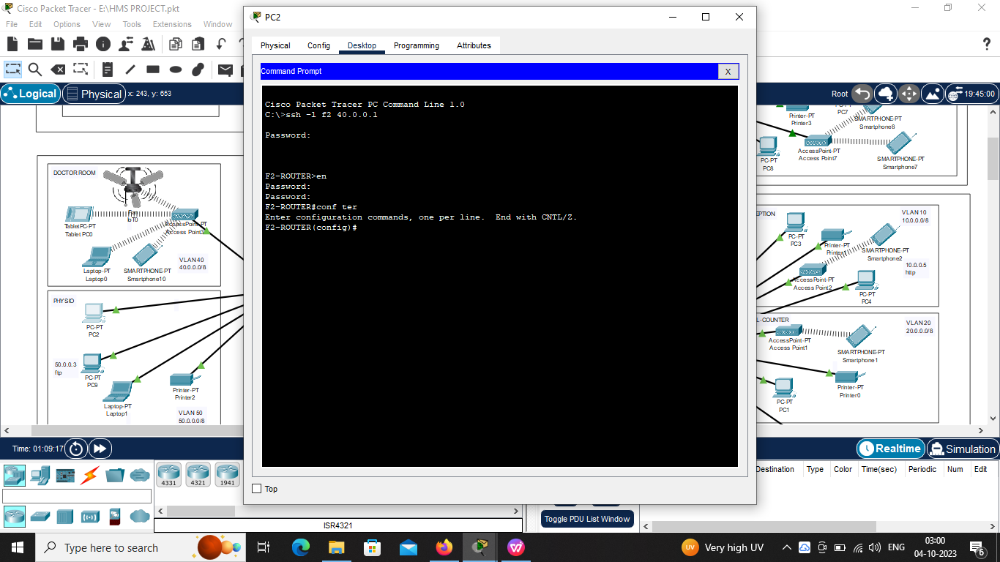 Cisco Packet Tracer - E:\HMS PROJECT.pkt
File Edit Options View Tools Extensions Window
Logical
Physical
x: 243, y: 653
DOCTOR ROOM
Fan
IoT0
TabletPC-PT
Tablet PC0
AccessPoint-PT
Access Point3
Laptop-PT
Laptop0
SMARTPHONE-PT
Smartphone10
VLAN 40
40.0.0.0/8
PHYSIO
PC-PT
PC2
50.0.0.3
ftp
PC-PT
PC9
Laptop-PT
Laptop1
Printer-PT
Printer2
VLAN 50
50.0.0.0/8
PC2
Physical Config Desktop Programming Attributes
Command Prompt
X
Cisco Packet Tracer PC Command Line 1.0
C:\>ssh -l f2 40.0.0.1
Password:
F2-ROUTER>en
Password:
Password:
F2-ROUTER#conf ter
Enter configuration commands, one per line.  End with CNTL/Z.
F2-ROUTER(config)#
Top
Root
19:45:00
PC7
Printer-PT
Printer3
SMARTPHONE-PT
Smartphone8
AccessPoint-PT
Access Point7
SMARTPHONE-PT
Smartphone7
PC-PT
PC8
EPTION
VLAN 10
10.0.0.0/8
PC-PT
PC3
Printer-PT
Printer1
SMARTPHONE-PT
Smartphone2
AccessPoint-PT
Access Point2
10.0.0.5
http
PC-PT
PC4
L-COUNTER
VLAN 20
20.0.0.0/8
AccessPoint-PT
Access Point1
SMARTPHONE-PT
Smartphone1
Printer-PT
Printer0
PC-PT
PC1
Time: 01:09:17
Realtime
Simulation
4331
4321
1941
ISR4321
Toggle PDU List Window
Destination Type Color Time(sec) Periodic Num Edit
Type here to search
Very high UV
ENG
03:00
04-10-2023
6